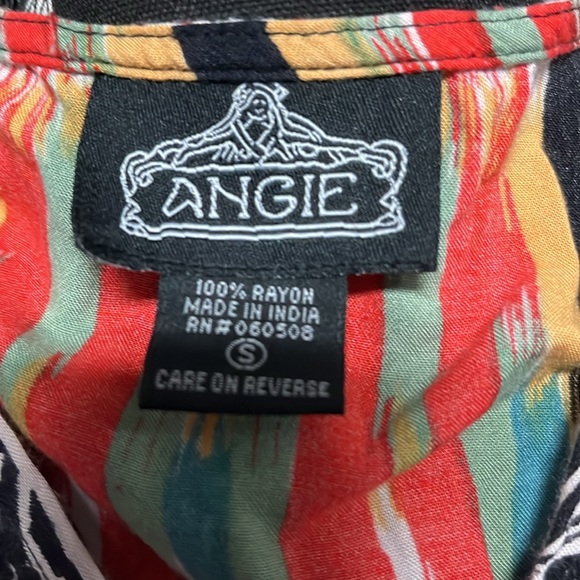 ANGIE
100% RAYON
MADE IN INDIA
RN#060508
S
CARE ON REVERSE